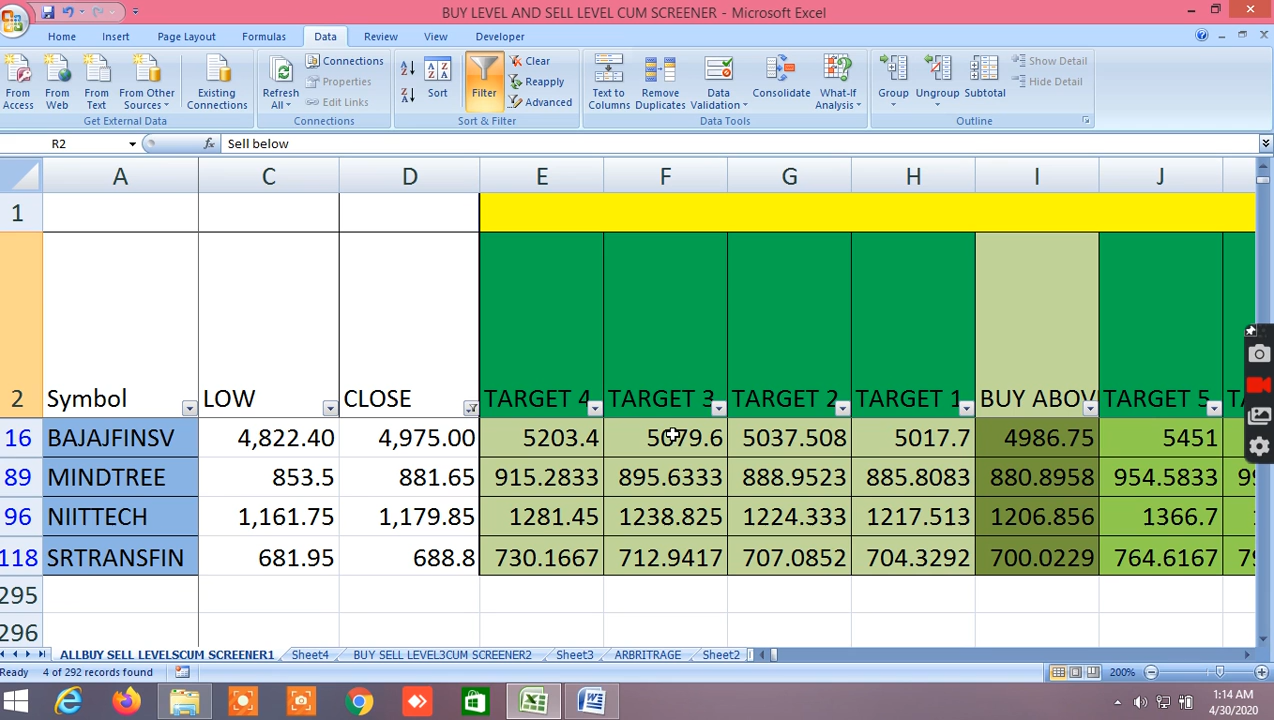 BUY LEVEL AND SELL LEVEL CUM SCREENER - Microsoft Excel
Home Insert Page Layout Formulas Data Review View Developer
From Access
From Web
From Text
From Other Sources
Existing Connections
Get External Data
Refresh All
Connections
Properties
Edit Links
Connections
Sort
Filter
Clear
Reapply
Advanced
Sort & Filter
Text to Columns
Remove Duplicates
Data Validation
Consolidate
What-If Analysis
Data Tools
Group
Ungroup
Subtotal
Show Detail
Hide Detail
Outline
R2 fx Sell below
A C D E F G H I J
1
2 Symbol LOW CLOSE TARGET 4 TARGET 3 TARGET 2 TARGET 1 BUY ABOV TARGET 5
16 BAJAJFINSV 4,822.40 4,975.00 5203.4 5079.6 5037.508 5017.7 4986.75 5451
89 MINDTREE 853.5 881.65 915.2833 895.6333 888.9523 885.8083 880.8958 954.5833
96 NIITTECH 1,161.75 1,179.85 1281.45 1238.825 1224.333 1217.513 1206.856 1366.7
118 SRTRANSFIN 681.95 688.8 730.1667 712.9417 707.0852 704.3292 700.0229 764.6167
295
296
ALLBUY SELL LEVELSCUM SCREENER1 Sheet4 BUY SELL LEVEL3CUM SCREENER2 Sheet3 ARBRITRAGE Sheet2
Ready 4 of 292 records found 200%
1:14 AM
4/30/2020